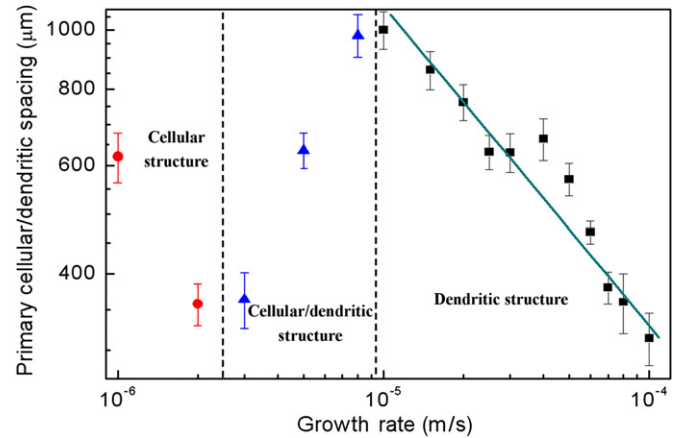 Primary cellular/dendritic spacing (μm)
1000
800
600
400
Cellular
structure
Cellular/dendritic
structure
Dendritic structure
10⁻⁶
10⁻⁵
10⁻⁴
Growth rate (m/s)